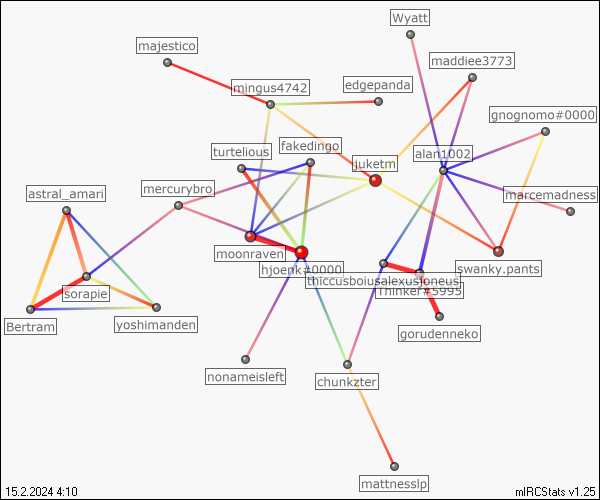 Wyatt
majestico
maddiee3773
mingus4742
edgepanda
gnognomo#0000
fakedingo
turtelious
alan1002
juketm
mercurybro
astral_amari
marcemadness
moonraven
hjoenk#0000
swanky.pants
thiccusboiusalexusjoneus
Thinker#5995
sorapie
Bertram
yoshimanden
gorudenneko
nonameisleft
chunkzter
mattnesslp
15.2.2024 4:10
mIRCStats v1.25